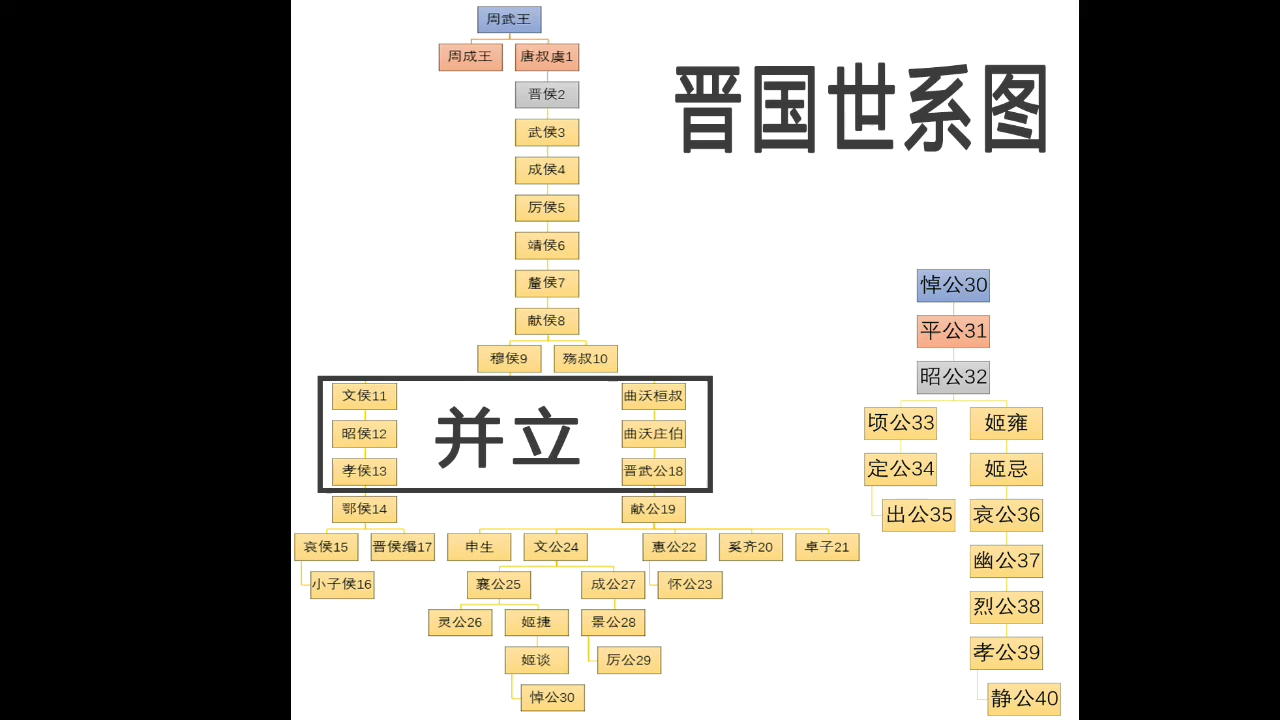 周武王
周成王
唐叔虞1
晋国世系图
晋侯2
武侯3
成侯4
厉侯5
靖侯6
釐侯7
献侯8
穆侯9
殇叔10
文侯11
曲沃桓叔
昭侯12
并立
曲沃庄伯
孝侯13
晋武公18
鄂侯14
献公19
哀侯15
晋侯缗17
申生
文公24
惠公22
奚齐20
卓子21
小子侯16
襄公25
成公27
怀公23
灵公26
姬捷
景公28
姬谈
厉公29
悼公30
悼公30
平公31
昭公32
顷公33
姬雍
定公34
姬忌
出公35
哀公36
幽公37
烈公38
孝公39
静公40